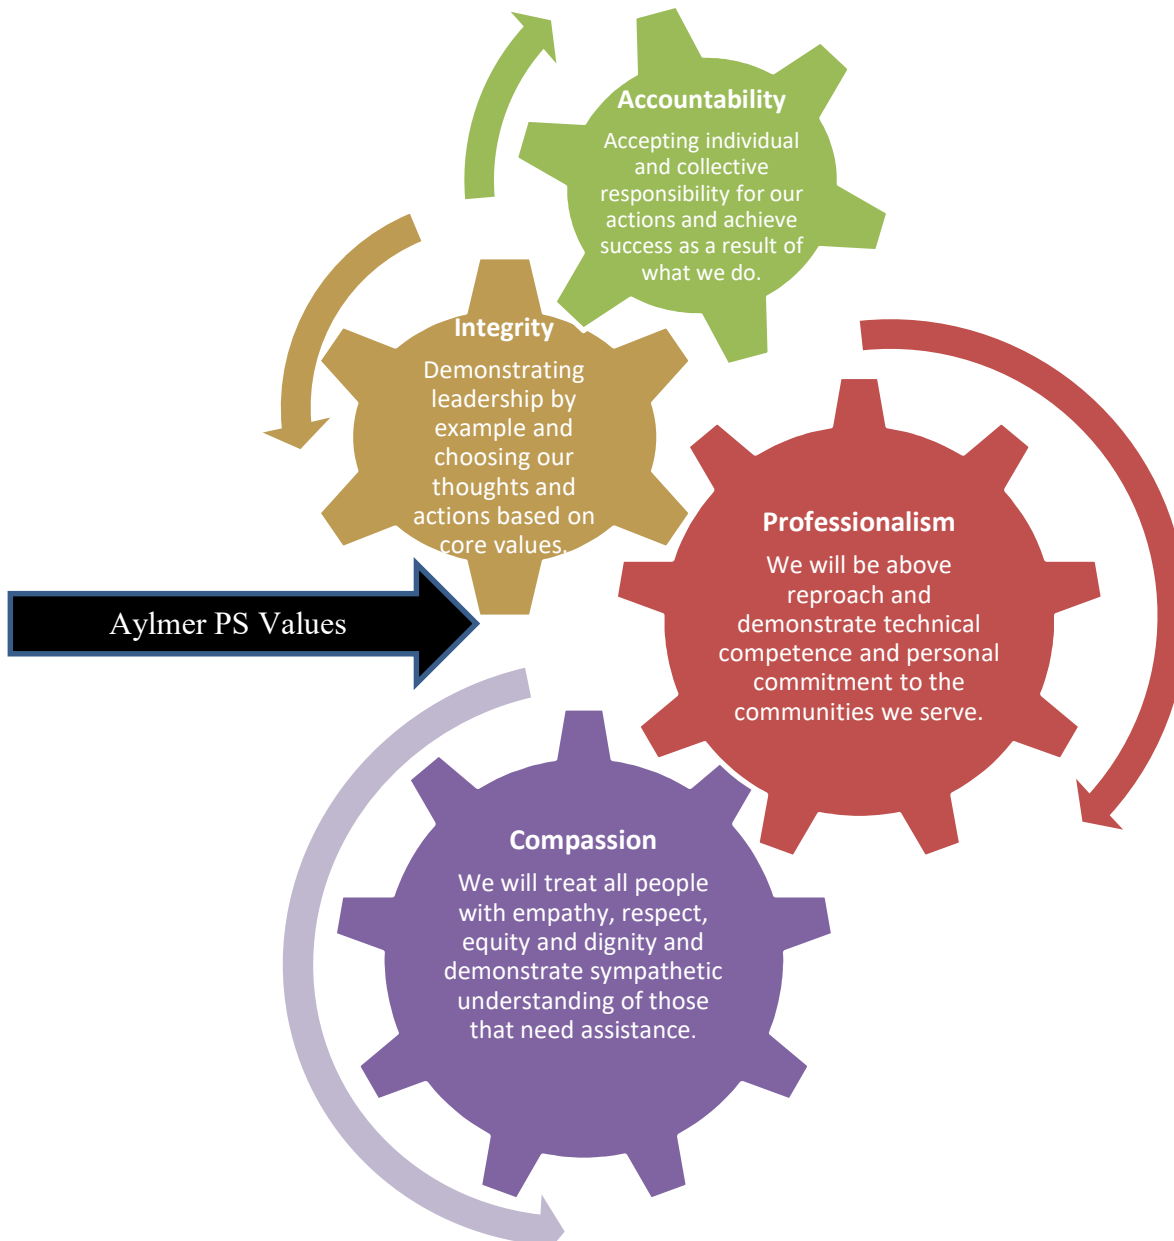 Accountability
Accepting individual
and collective
responsibility for our
actions and achieve
success as a result of
what we do.
Integrity
Demonstrating
leadership by
example and
choosing our
thoughts and
actions based on
core values.
Professionalism
We will be above
reproach and
demonstrate technical
competence and personal
commitment to the
communities we serve.
Aylmer PS Values
Compassion
We will treat all people
with empathy, respect,
equity and dignity and
demonstrate sympathetic
understanding of those
that need assistance.